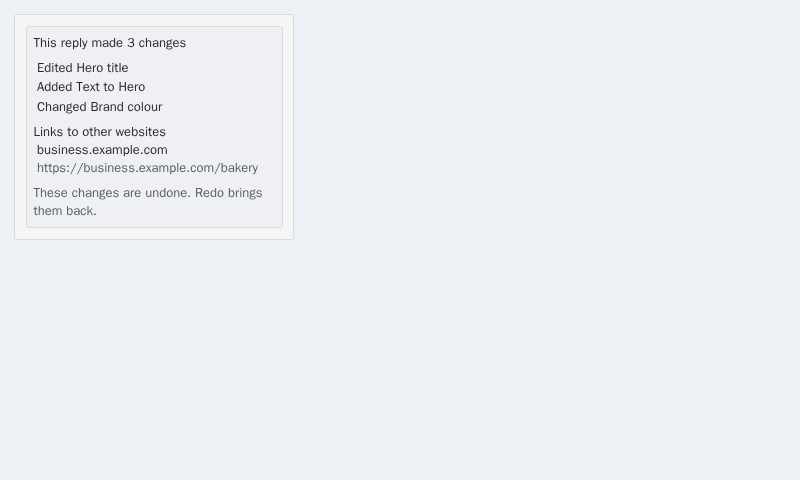 This reply made 3 changes
Edited Hero title
Added Text to Hero
Changed Brand colour
Links to other websites
business.example.com
https://business.example.com/bakery
These changes are undone. Redo brings
them back.